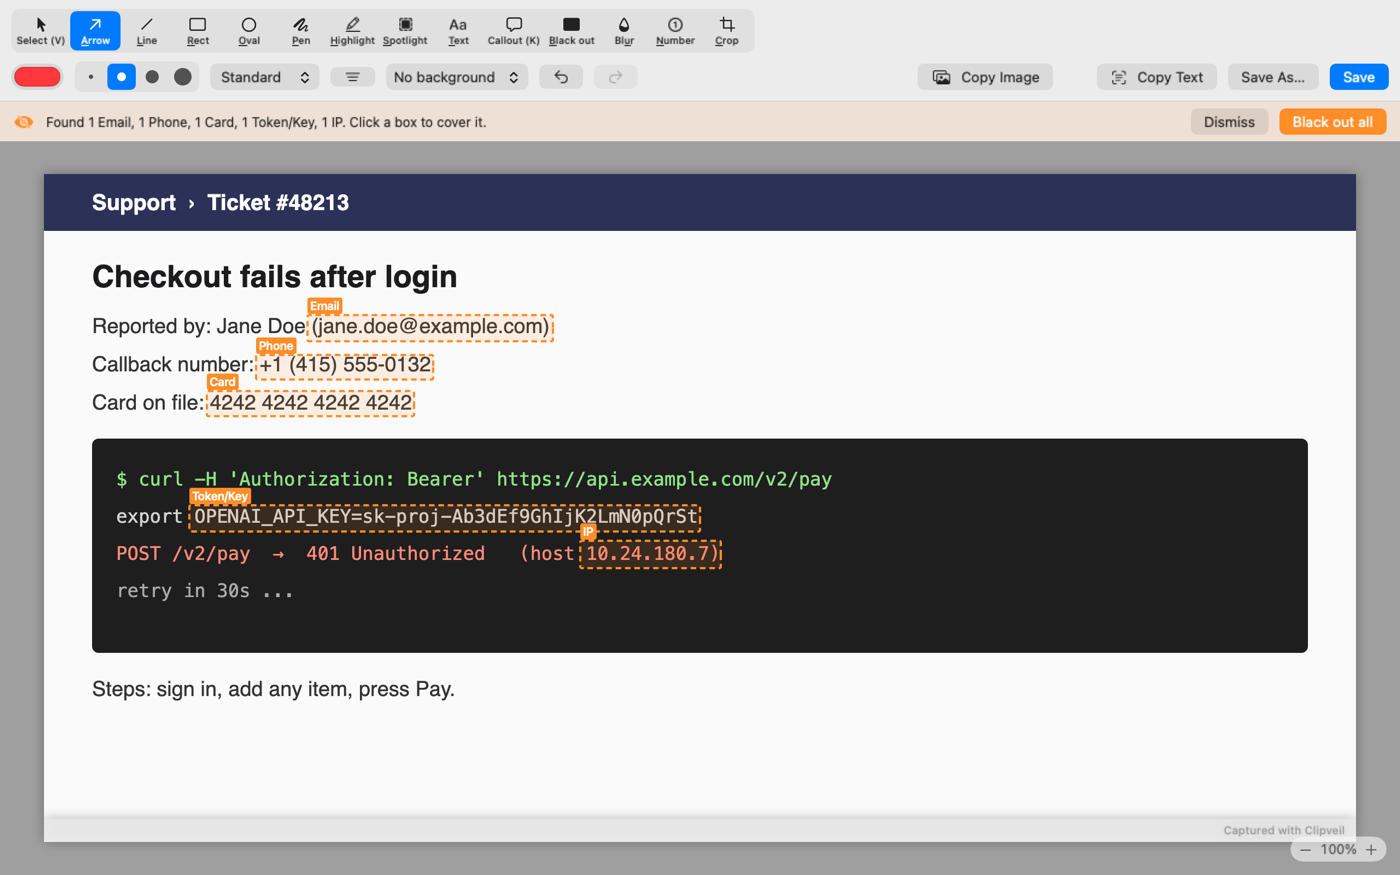 Select (V) Arrow Line Rect Oval Pen Highlight Spotlight Aa Text Callout (K) Black out Blur 1 Number Crop
Standard No background Copy Image Copy Text Save As... Save
Found 1 Email, 1 Phone, 1 Card, 1 Token/Key, 1 IP. Click a box to cover it. Dismiss Black out all
Support › Ticket #48213
Checkout fails after login
Email
Reported by: Jane Doe (jane.doe@example.com)
Phone
Callback number: +1 (415) 555-0132
Card
Card on file: 4242 4242 4242 4242
$ curl -H 'Authorization: Bearer' https://api.example.com/v2/pay
Token/Key
export OPENAI_API_KEY=sk-proj-Ab3dEf9GhIjK2LmN0pQrSt
IP
POST /v2/pay → 401 Unauthorized (host 10.24.180.7)
retry in 30s ...
Steps: sign in, add any item, press Pay.
Captured with Clipveil
− 100% +